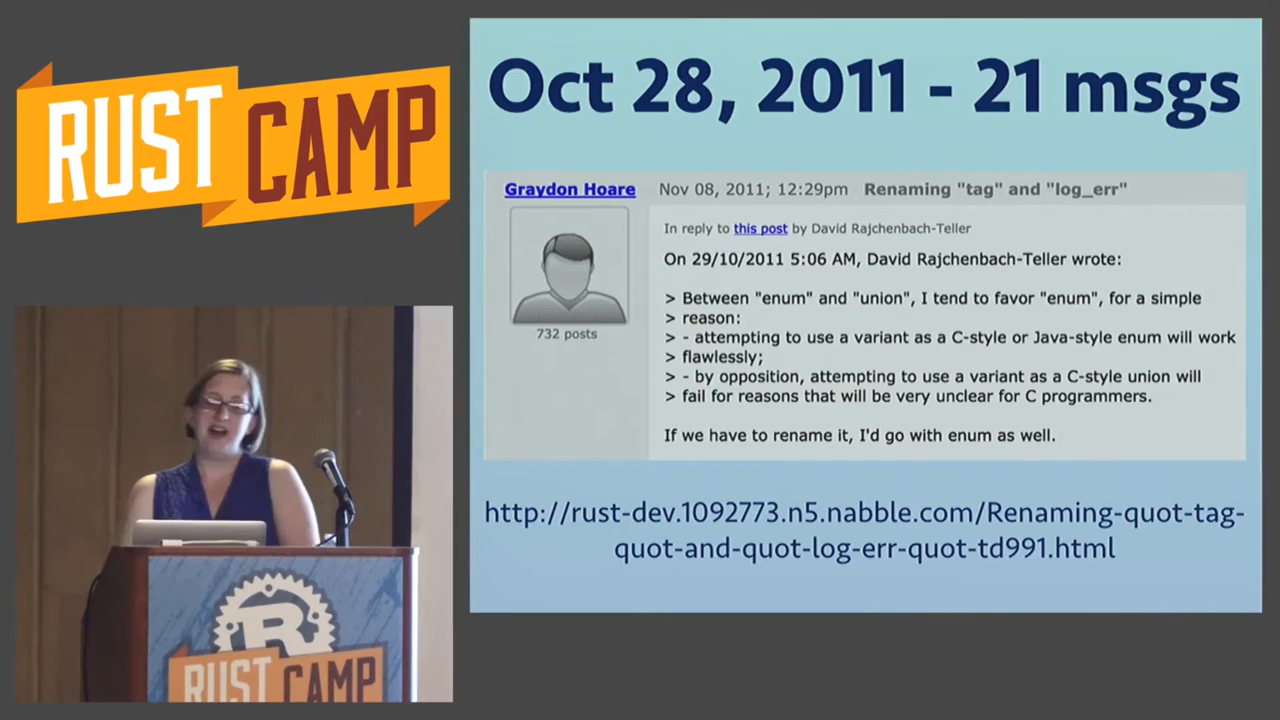 RUST CAMP
Oct 28, 2011 - 21 msgs
Graydon Hoare
Nov 08, 2011; 12:29pm Renaming "tag" and "log_err"
732 posts
In reply to this post by David Rajchenbach-Teller
On 29/10/2011 5:06 AM, David Rajchenbach-Teller wrote:
> Between "enum" and "union", I tend to favor "enum", for a simple
> reason:
> - attempting to use a variant as a C-style or Java-style enum will work
> flawlessly;
> - by opposition, attempting to use a variant as a C-style union will
> fail for reasons that will be very unclear for C programmers.
If we have to rename it, I'd go with enum as well.
http://rust-dev.1092773.n5.nabble.com/Renaming-quot-tag-
quot-and-quot-log-err-quot-td991.html
R
RUST CAMP